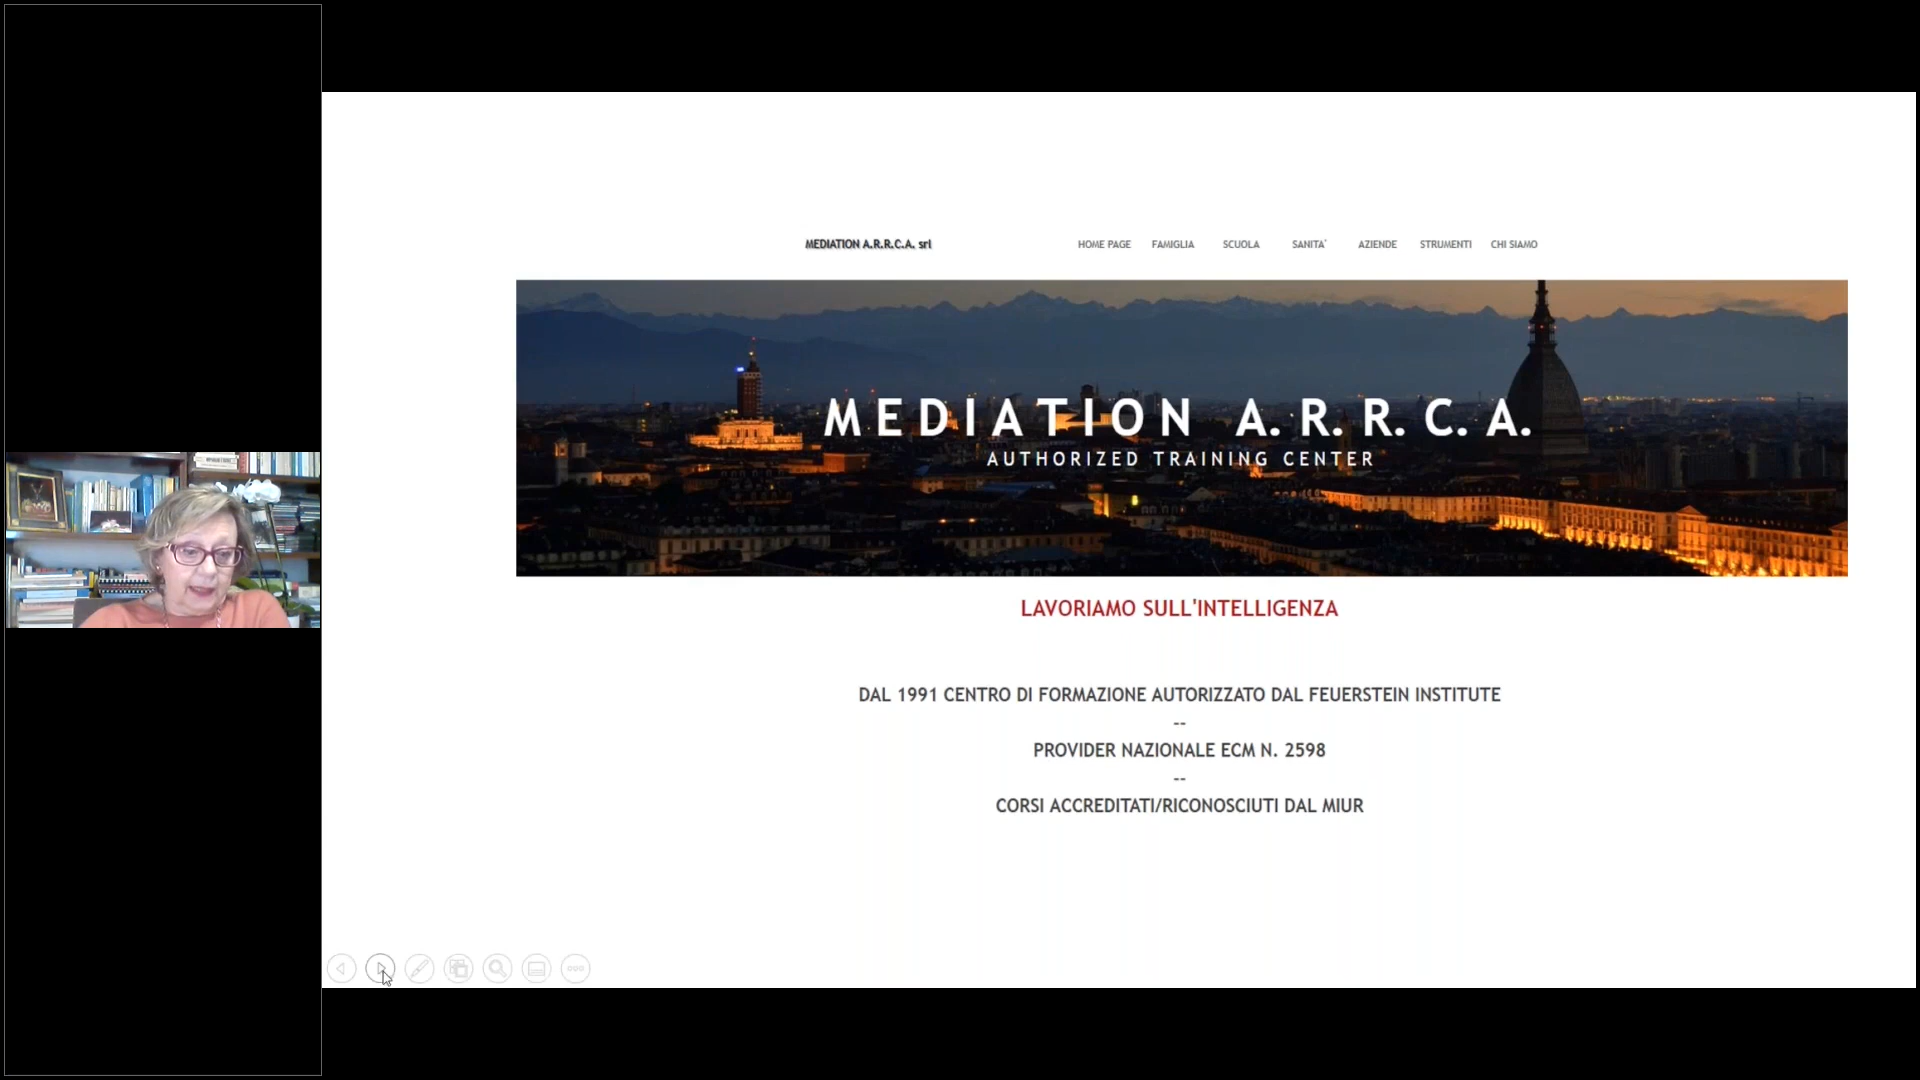 MEDIATION A.R.R.C.A. srl
HOME PAGE FAMIGLIA SCUOLA SANITA' AZIENDE STRUMENTI CHI SIAMO
MEDIATION A.R.R.C.A.
AUTHORIZED TRAINING CENTER
LAVORIAMO SULL'INTELLIGENZA
DAL 1991 CENTRO DI FORMAZIONE AUTORIZZATO DAL FEUERSTEIN INSTITUTE
--
PROVIDER NAZIONALE ECM N. 2598
--
CORSI ACCREDITATI/RICONOSCIUTI DAL MIUR